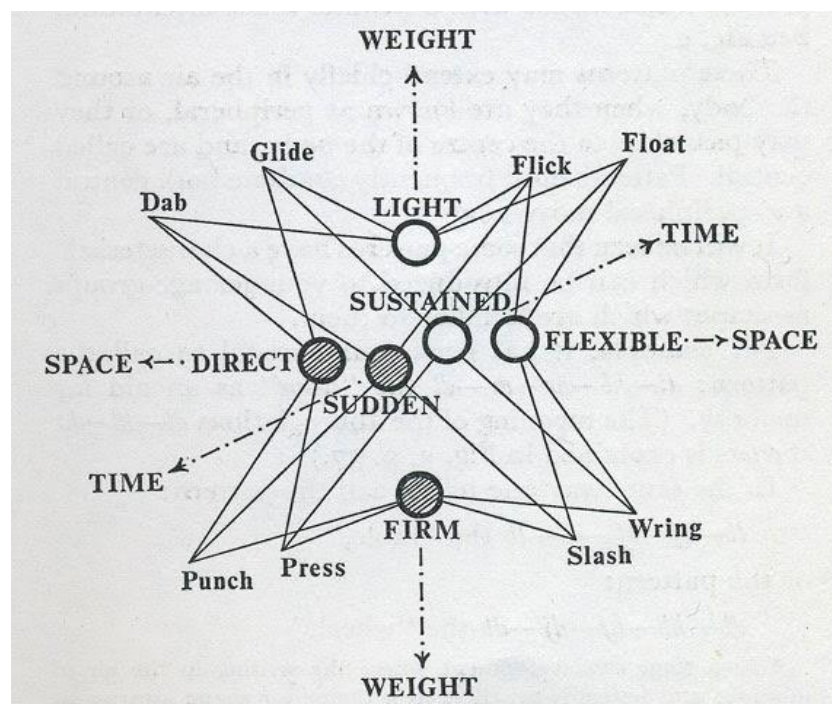 WEIGHT
Glide
Flick
Float
Dab
LIGHT
TIME
SUSTAINED
SPACE
DIRECT
FLEXIBLE
SPACE
SUDDEN
TIME
FIRM
Wring
Slash
Press
Punch
WEIGHT